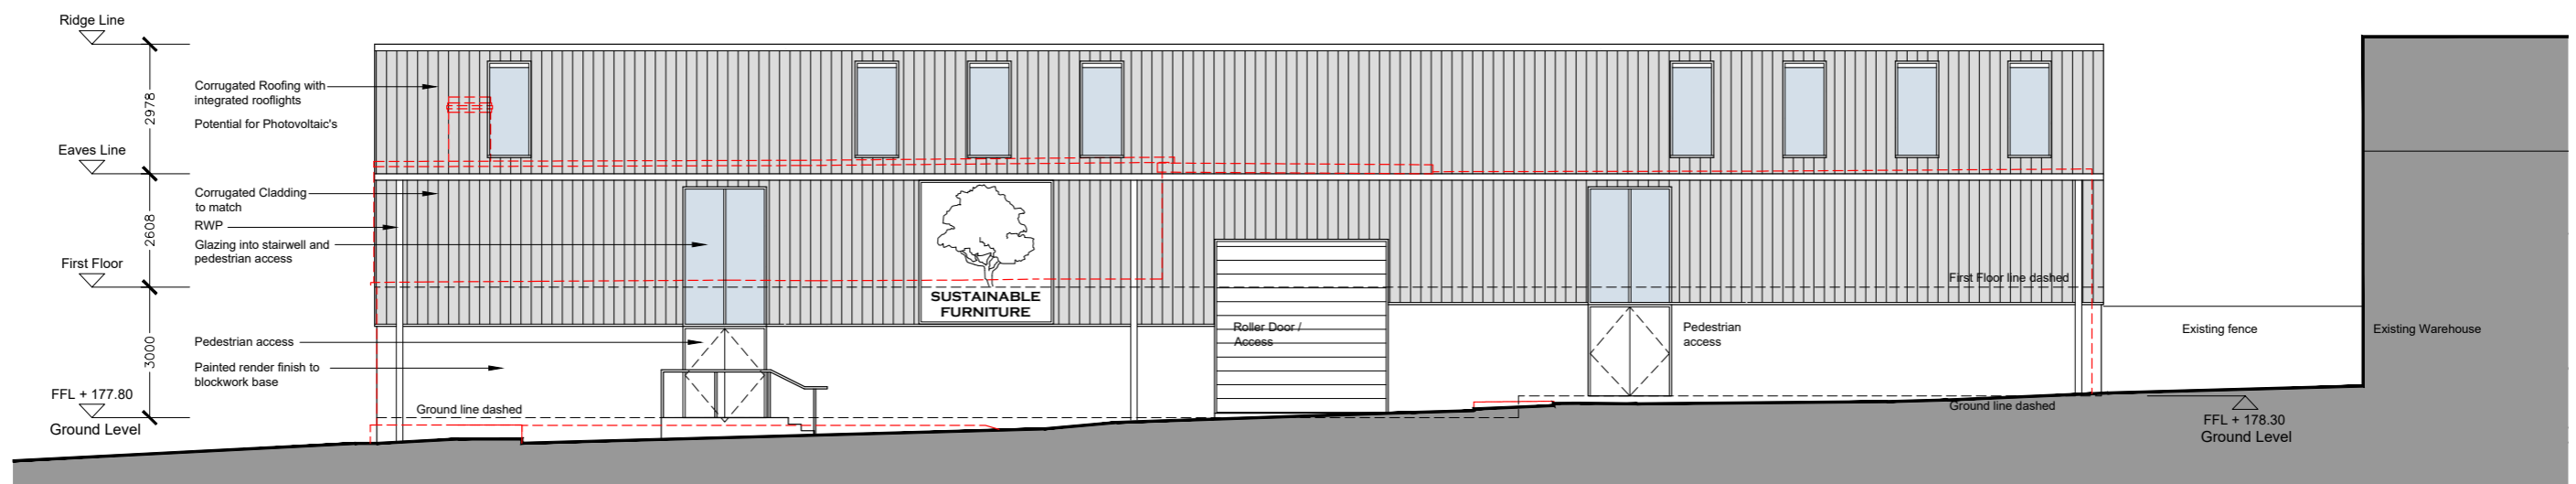 Ridge Line
2978
Corrugated Roofing with
integrated rooflights
Potential for Photovoltaic's
Eaves Line
2608
Corrugated Cladding
to match
RWP
Glazing into stairwell and
pedestrian access
First Floor
3000
Pedestrian access
Painted render finish to
blockwork base
FFL + 177.80
Ground Level
Ground line dashed
SUSTAINABLE
FURNITURE
Roller Door /
Access
Pedestrian
access
First Floor line dashed
Ground line dashed
Existing fence
Existing Warehouse
FFL + 178.30
Ground Level